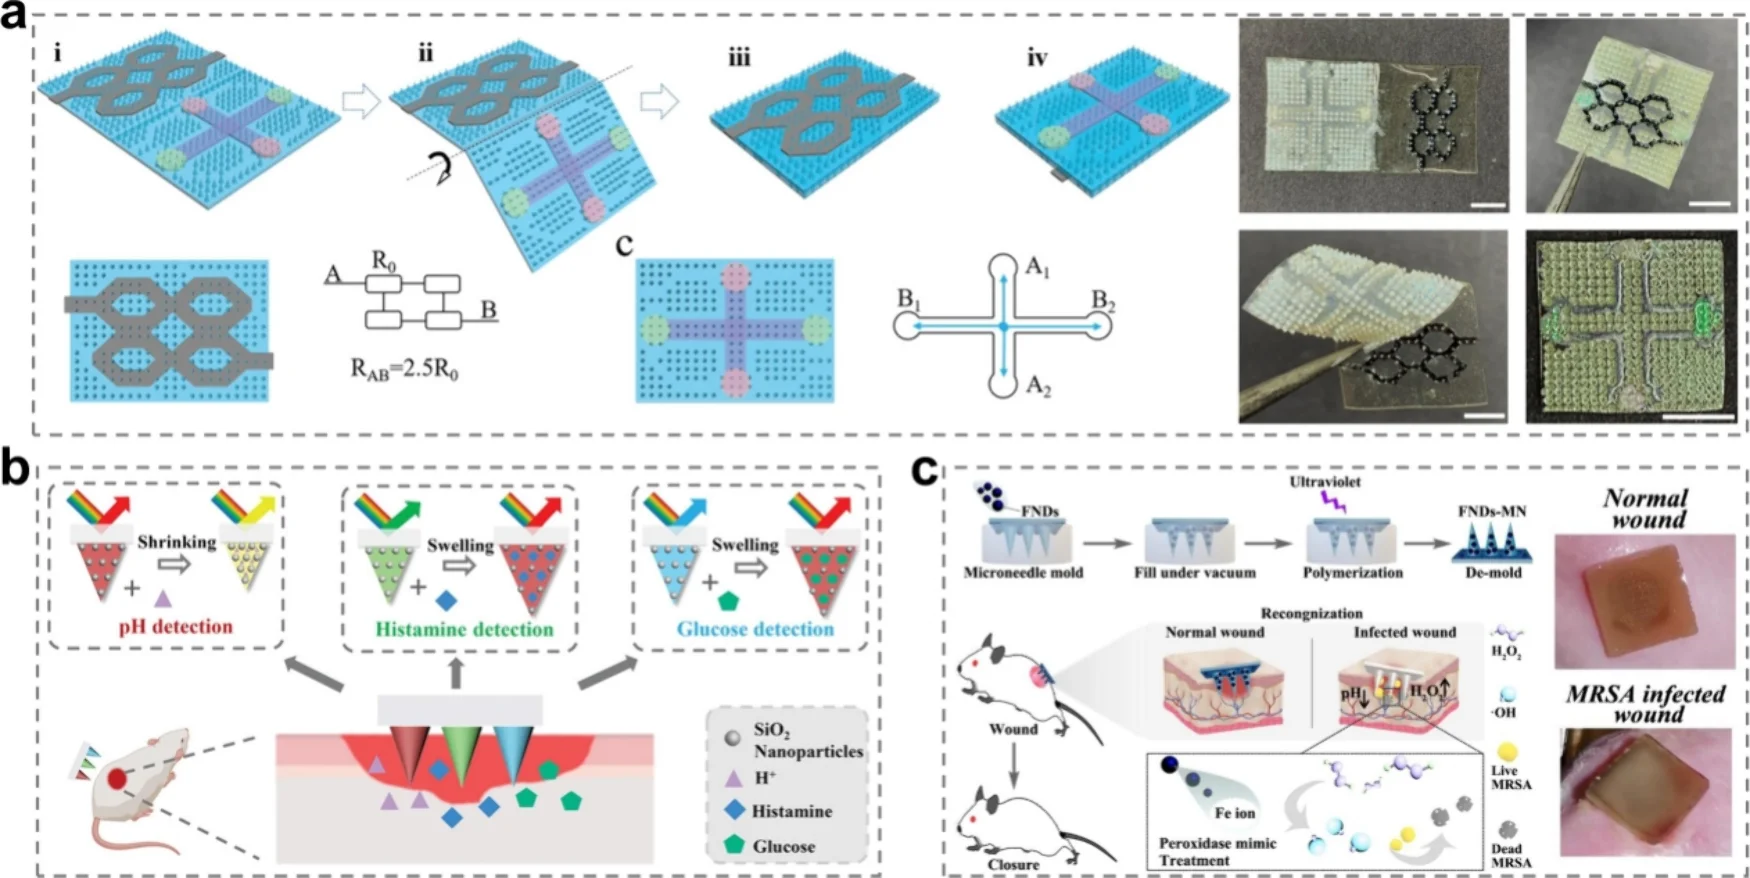 a
i
ii
iii
iv
A
R0
B
RAB=2.5R0
c
A1
B1
B2
A2
b
Shrinking
+
pH detection
Swelling
+
Histamine detection
Swelling
+
Glucose detection
SiO2
Nanoparticles
H+
Histamine
Glucose
c
FNDs
Ultraviolet
FNDs-MN
Microneedle mold
Fill under vacuum
Polymerization
De-mold
Recongnization
Normal wound
Infected wound
pH↓
H2O2↑
Wound
Closure
Fe ion
Peroxidase mimic
Treatment
H2O2
·OH
Live
MRSA
Dead
MRSA
Normal
wound
MRSA infected
wound